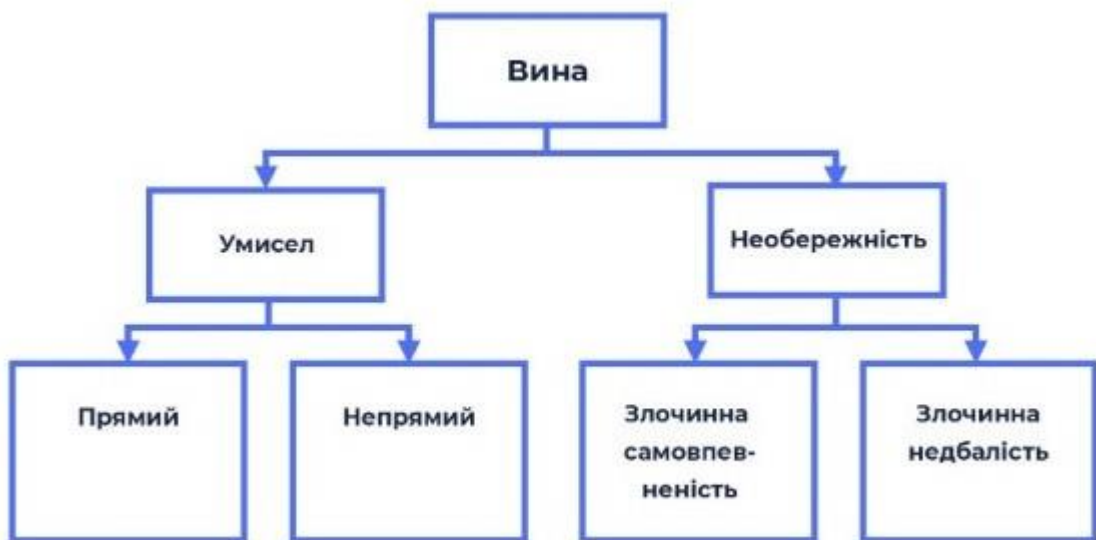 Вина
Умисел
Необережність
Прямий
Непрямий
Злочинна
самовпев-
неність
Злочинна
недбалість